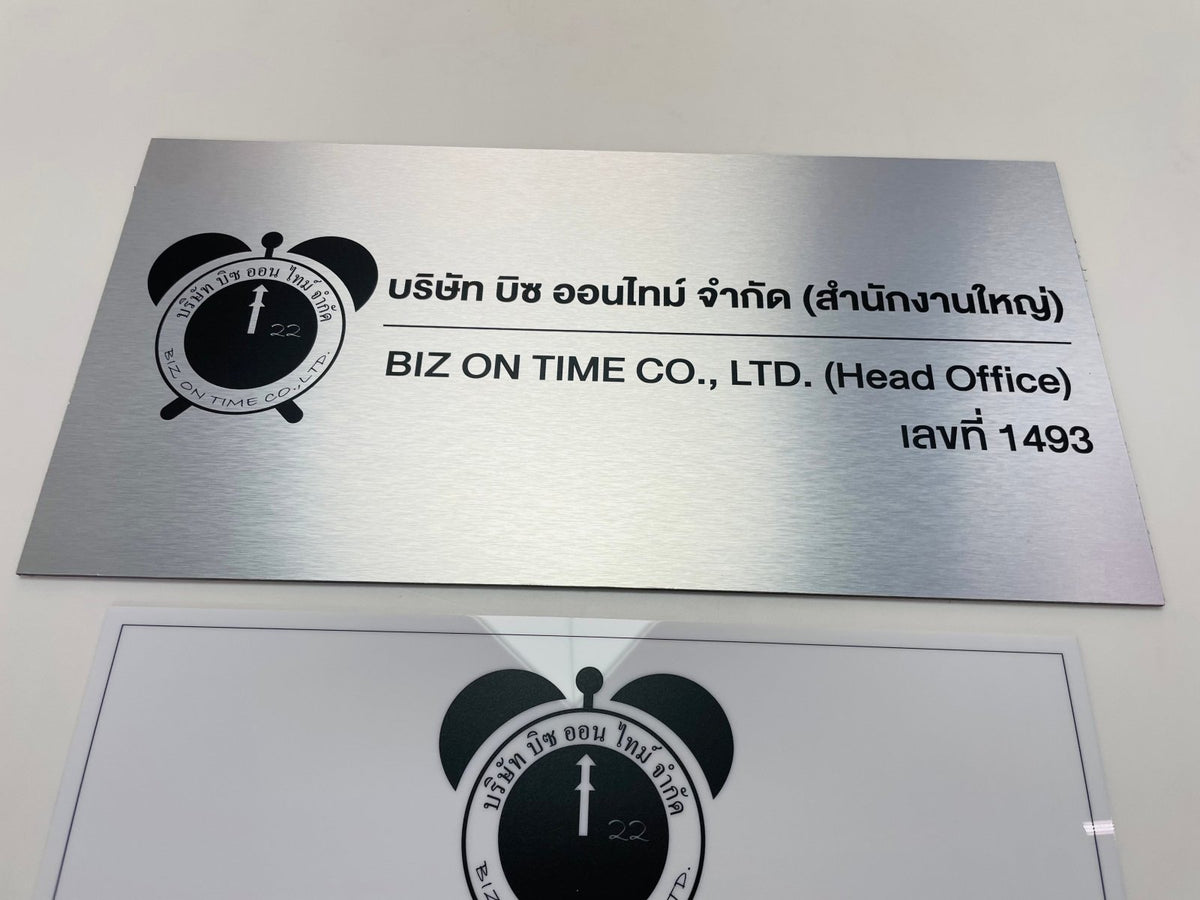 บริษัท บิซ ออน ไทม์ จำกัด
22
BIZ ON TIME CO., LTD.
บริษัท บิซ ออนไทม์ จำกัด (สำนักงานใหญ่)
BIZ ON TIME CO., LTD. (Head Office)
เลขที่ 1493
บริษัท บิซ ออน ไทม์ จำกัด
22
BIZ
TD.